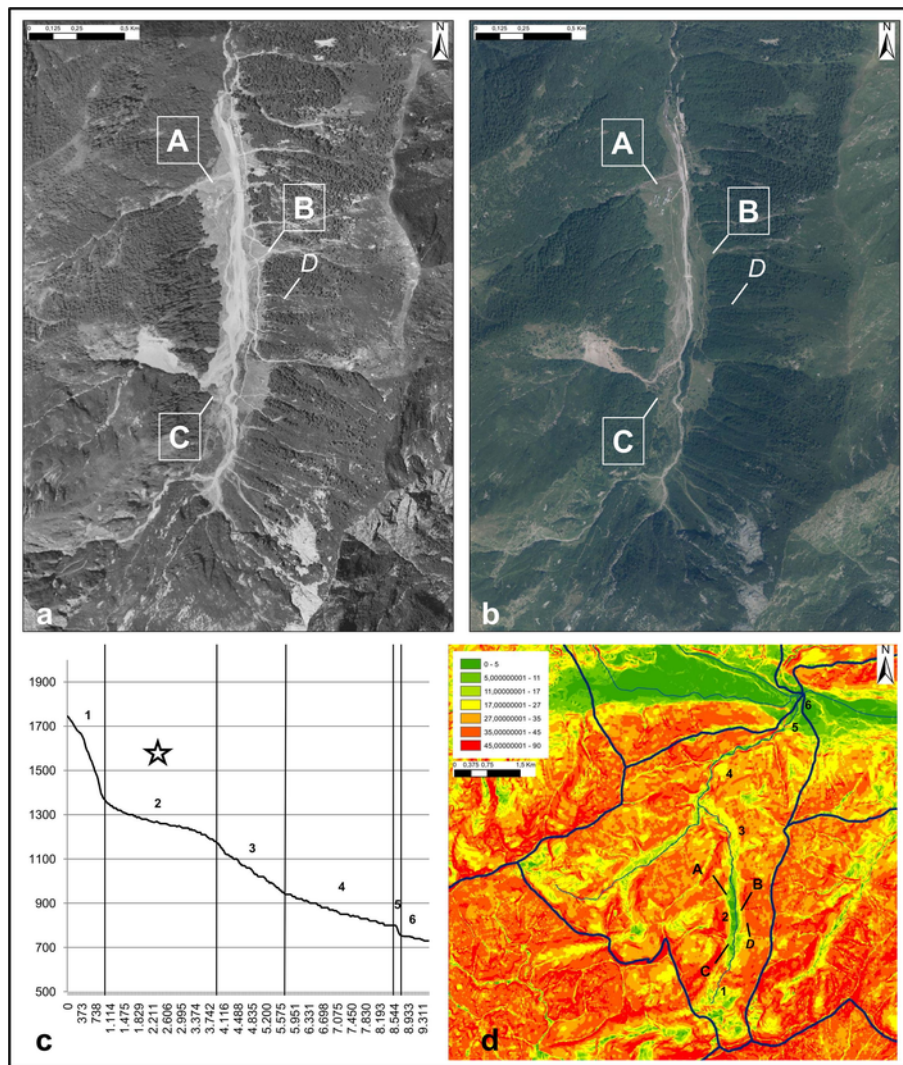 0 0,125 0,25 0,5 Km
N
A
B
D
C
a
0 0,125 0,25 0,5 Km
N
A
B
D
C
b
1900
1700
1500
1300
1100
900
700
500
1
2
3
4
5
6
0
373
738
1.114
1.475
1.829
2.211
2.606
2.995
3.374
3.742
4.116
4.488
4.835
5.200
5.575
5.951
6.331
6.698
7.075
7.450
7.830
8.193
8.544
8.933
9.311
c
0 - 5
5,00000001 - 11
11,0000001 - 17
17,0000001 - 27
27,0000001 - 35
35,0000001 - 45
45,0000001 - 90
0 0,375 0,75 1,5 Km
N
6
5
4
3
A
B
2
D
C
1
d